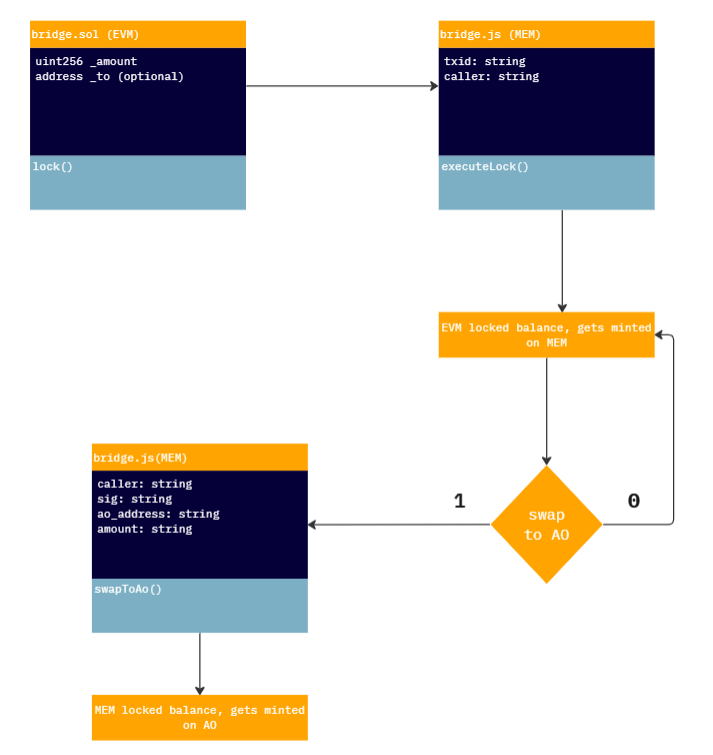 bridge.sol (EVM)
uint256 _amount
address _to (optional)
lock()
bridge.js (MEM)
txid: string
caller: string
executeLock()
EVM locked balance, gets minted
on MEM
swap
to AO
1
0
bridge.js(MEM)
caller: string
sig: string
ao_address: string
amount: string
swapToAo()
MEM locked balance, gets minted
on AO